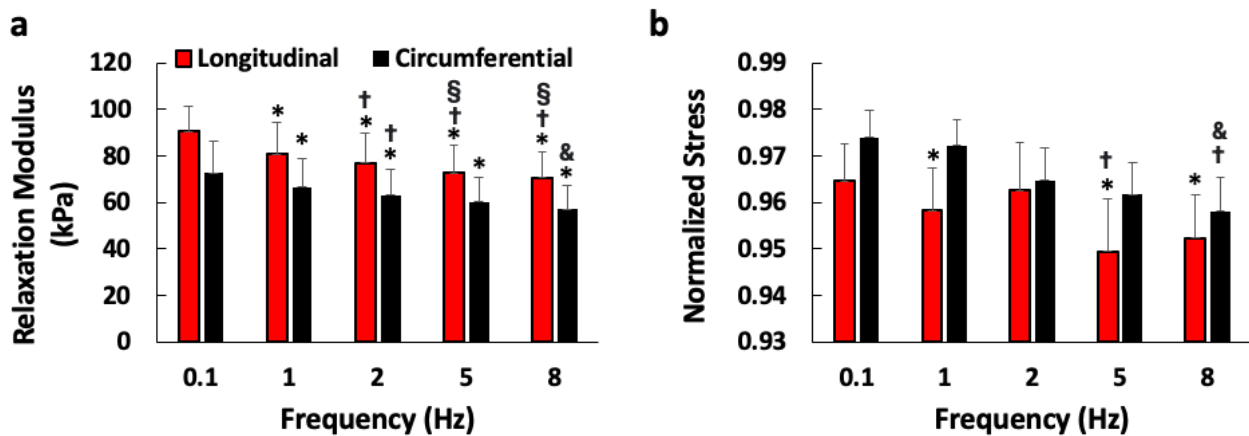 a
Longitudinal Circumferential
Relaxation Modulus
(kPa)
120
100
80
60
40
20
0
* * † * † * § † * * § † * & *
0.1 1 2 5 8
Frequency (Hz)
b
Normalized Stress
0.99
0.98
0.97
0.96
0.95
0.94
0.93
* † * * & †
0.1 1 2 5 8
Frequency (Hz)